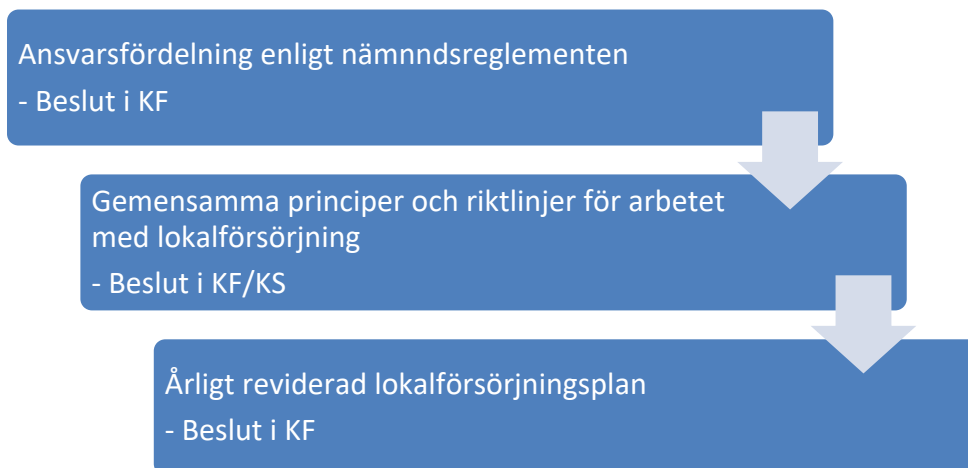 Ansvarsfördelning enligt nämnndsreglementen
- Beslut i KF
Gemensamma principer och riktlinjer för arbetet
med lokalförsörjning
- Beslut i KF/KS
Årligt reviderad lokalförsörjningsplan
- Beslut i KF